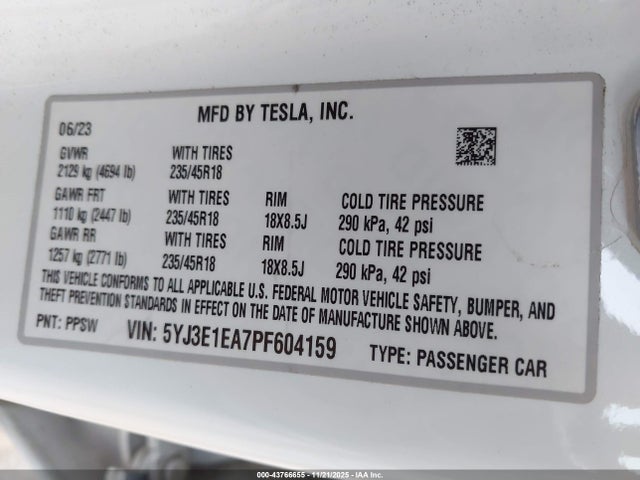 MFD BY TESLA, INC.
06/23
GVWR WITH TIRES
2129 kg (4694 lb) 235/45R18
GAWR FRT WITH TIRES RIM COLD TIRE PRESSURE
1110 kg (2447 lb) 235/45R18 18X8.5J 290 kPa, 42 psi
GAWR RR WITH TIRES RIM COLD TIRE PRESSURE
1257 kg (2771 lb) 235/45R18 18X8.5J 290 kPa, 42 psi
THIS VEHICLE CONFORMS TO ALL APPLICABLE U.S. FEDERAL MOTOR VEHICLE SAFETY, BUMPER, AND
THEFT PREVENTION STANDARDS IN EFFECT ON THE DATE OF MANUFACTURE SHOWN ABOVE.
PNT: PPSW VIN: 5YJ3E1EA7PF604159 TYPE: PASSENGER CAR
000-43766655 - 11/21/2025 - IAA Inc.